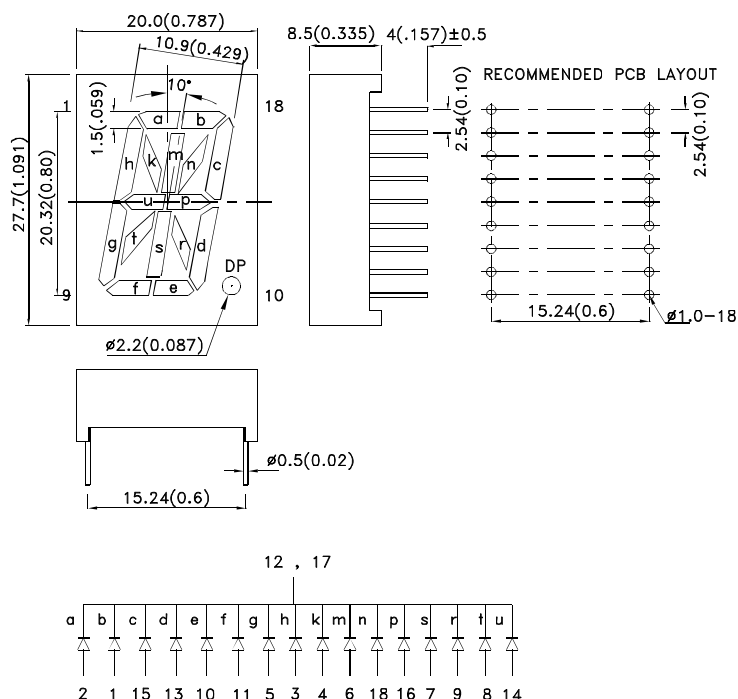 20.0(0.787)
8.5(0.335)
4(.157)±0.5
10.9(0.429)
RECOMMENDED PCB LAYOUT
10°
1
18
a
b
1.5(.059)
2.54(0.10)
2.54(0.10)
h
k
m
n
c
27.7(1.091)
20.32(0.80)
u
p
g
t
s
r
d
DP
9
f
e
10
15.24(0.6)
ø1.0-18
ø2.2(0.087)
ø0.5(0.02)
15.24(0.6)
12 , 17
a b c d e f g h k m n p s r t u
2 1 15 13 10 11 5 3 4 6 18 16 7 9 8 14